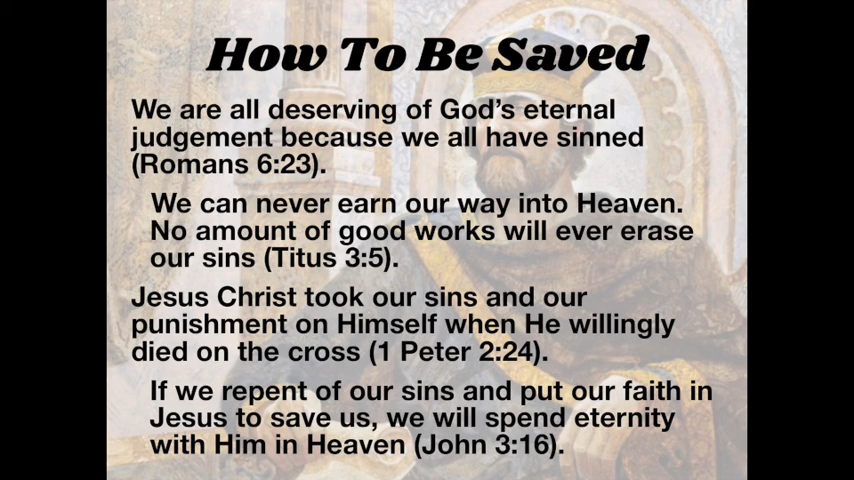 How To Be Saved
We are all deserving of God's eternal
judgement because we all have sinned
(Romans 6:23).
We can never earn our way into Heaven.
No amount of good works will ever erase
our sins (Titus 3:5).
Jesus Christ took our sins and our
punishment on Himself when He willingly
died on the cross (1 Peter 2:24).
If we repent of our sins and put our faith in
Jesus to save us, we will spend eternity
with Him in Heaven (John 3:16).